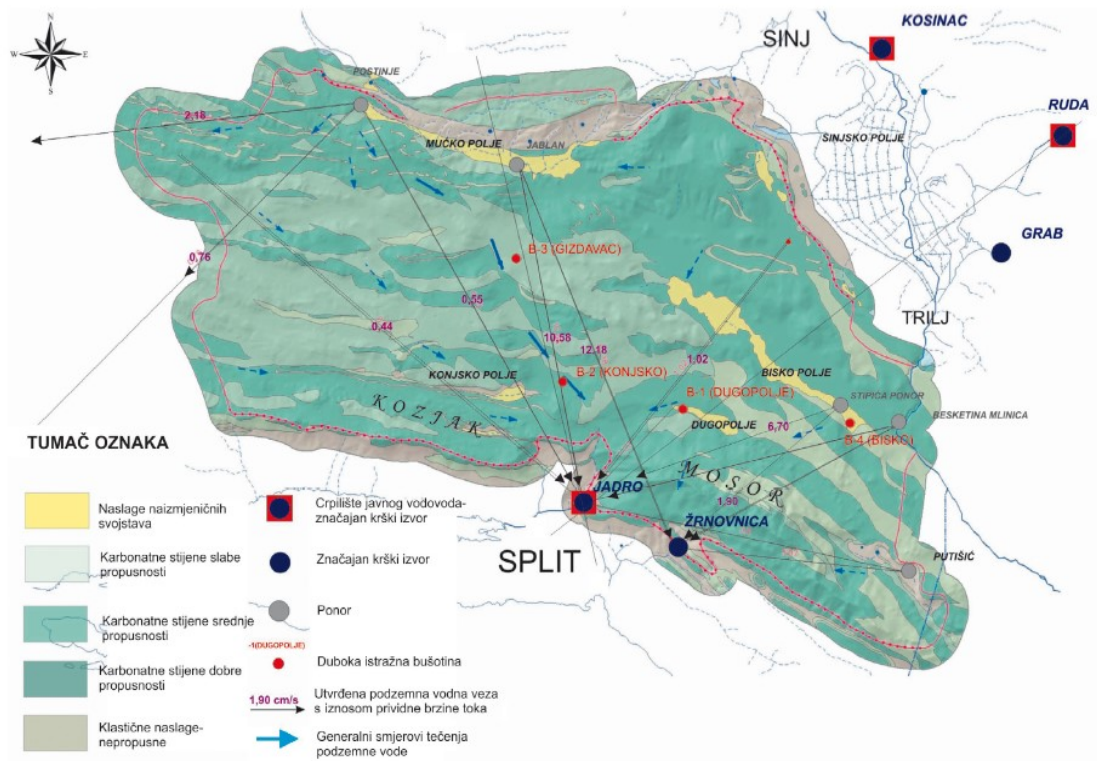 N
W
E
S
KOSINAC
SINJ
POSTINJE
RUDA
2,18
MUĆKO POLJE
JABLAN
SINJSKO POLJE
GRAB
B-3 (GIZDAVAC)
0,76
0,55
0,44
TRILJ
10,58
12,18
1,02
B-2 (KONJSKO)
KONJSKO POLJE
BISKO POLJE
B-1 (DUGOPOLJE)
STIPICA PONOR
BESKETINA MLINICA
KOZJAK
DUGOPOLJE
6,70
B-4 (BISKO)
MOSOR
JADRO
1,90
ŽRNOVNICA
SPLIT
PUTIŠIĆ
TUMAČ OZNAKA
Naslage naizmjeničnih
svojstava
Karbonatne stijene slabe
propusnosti
Karbonatne stijene srednje
propusnosti
Karbonatne stijene dobre
propusnosti
Klastične naslage-
nepropusne
Crpilište javnog vodovoda-
značajan krški izvor
Značajan krški izvor
Ponor
-1(DUGOPOLJE)
Duboka istražna bušotina
1,90 cm/s
Utvrđena podzemna vodna veza
s iznosom prividne brzine toka
Generalni smjerovi tečenja
podzemne vode